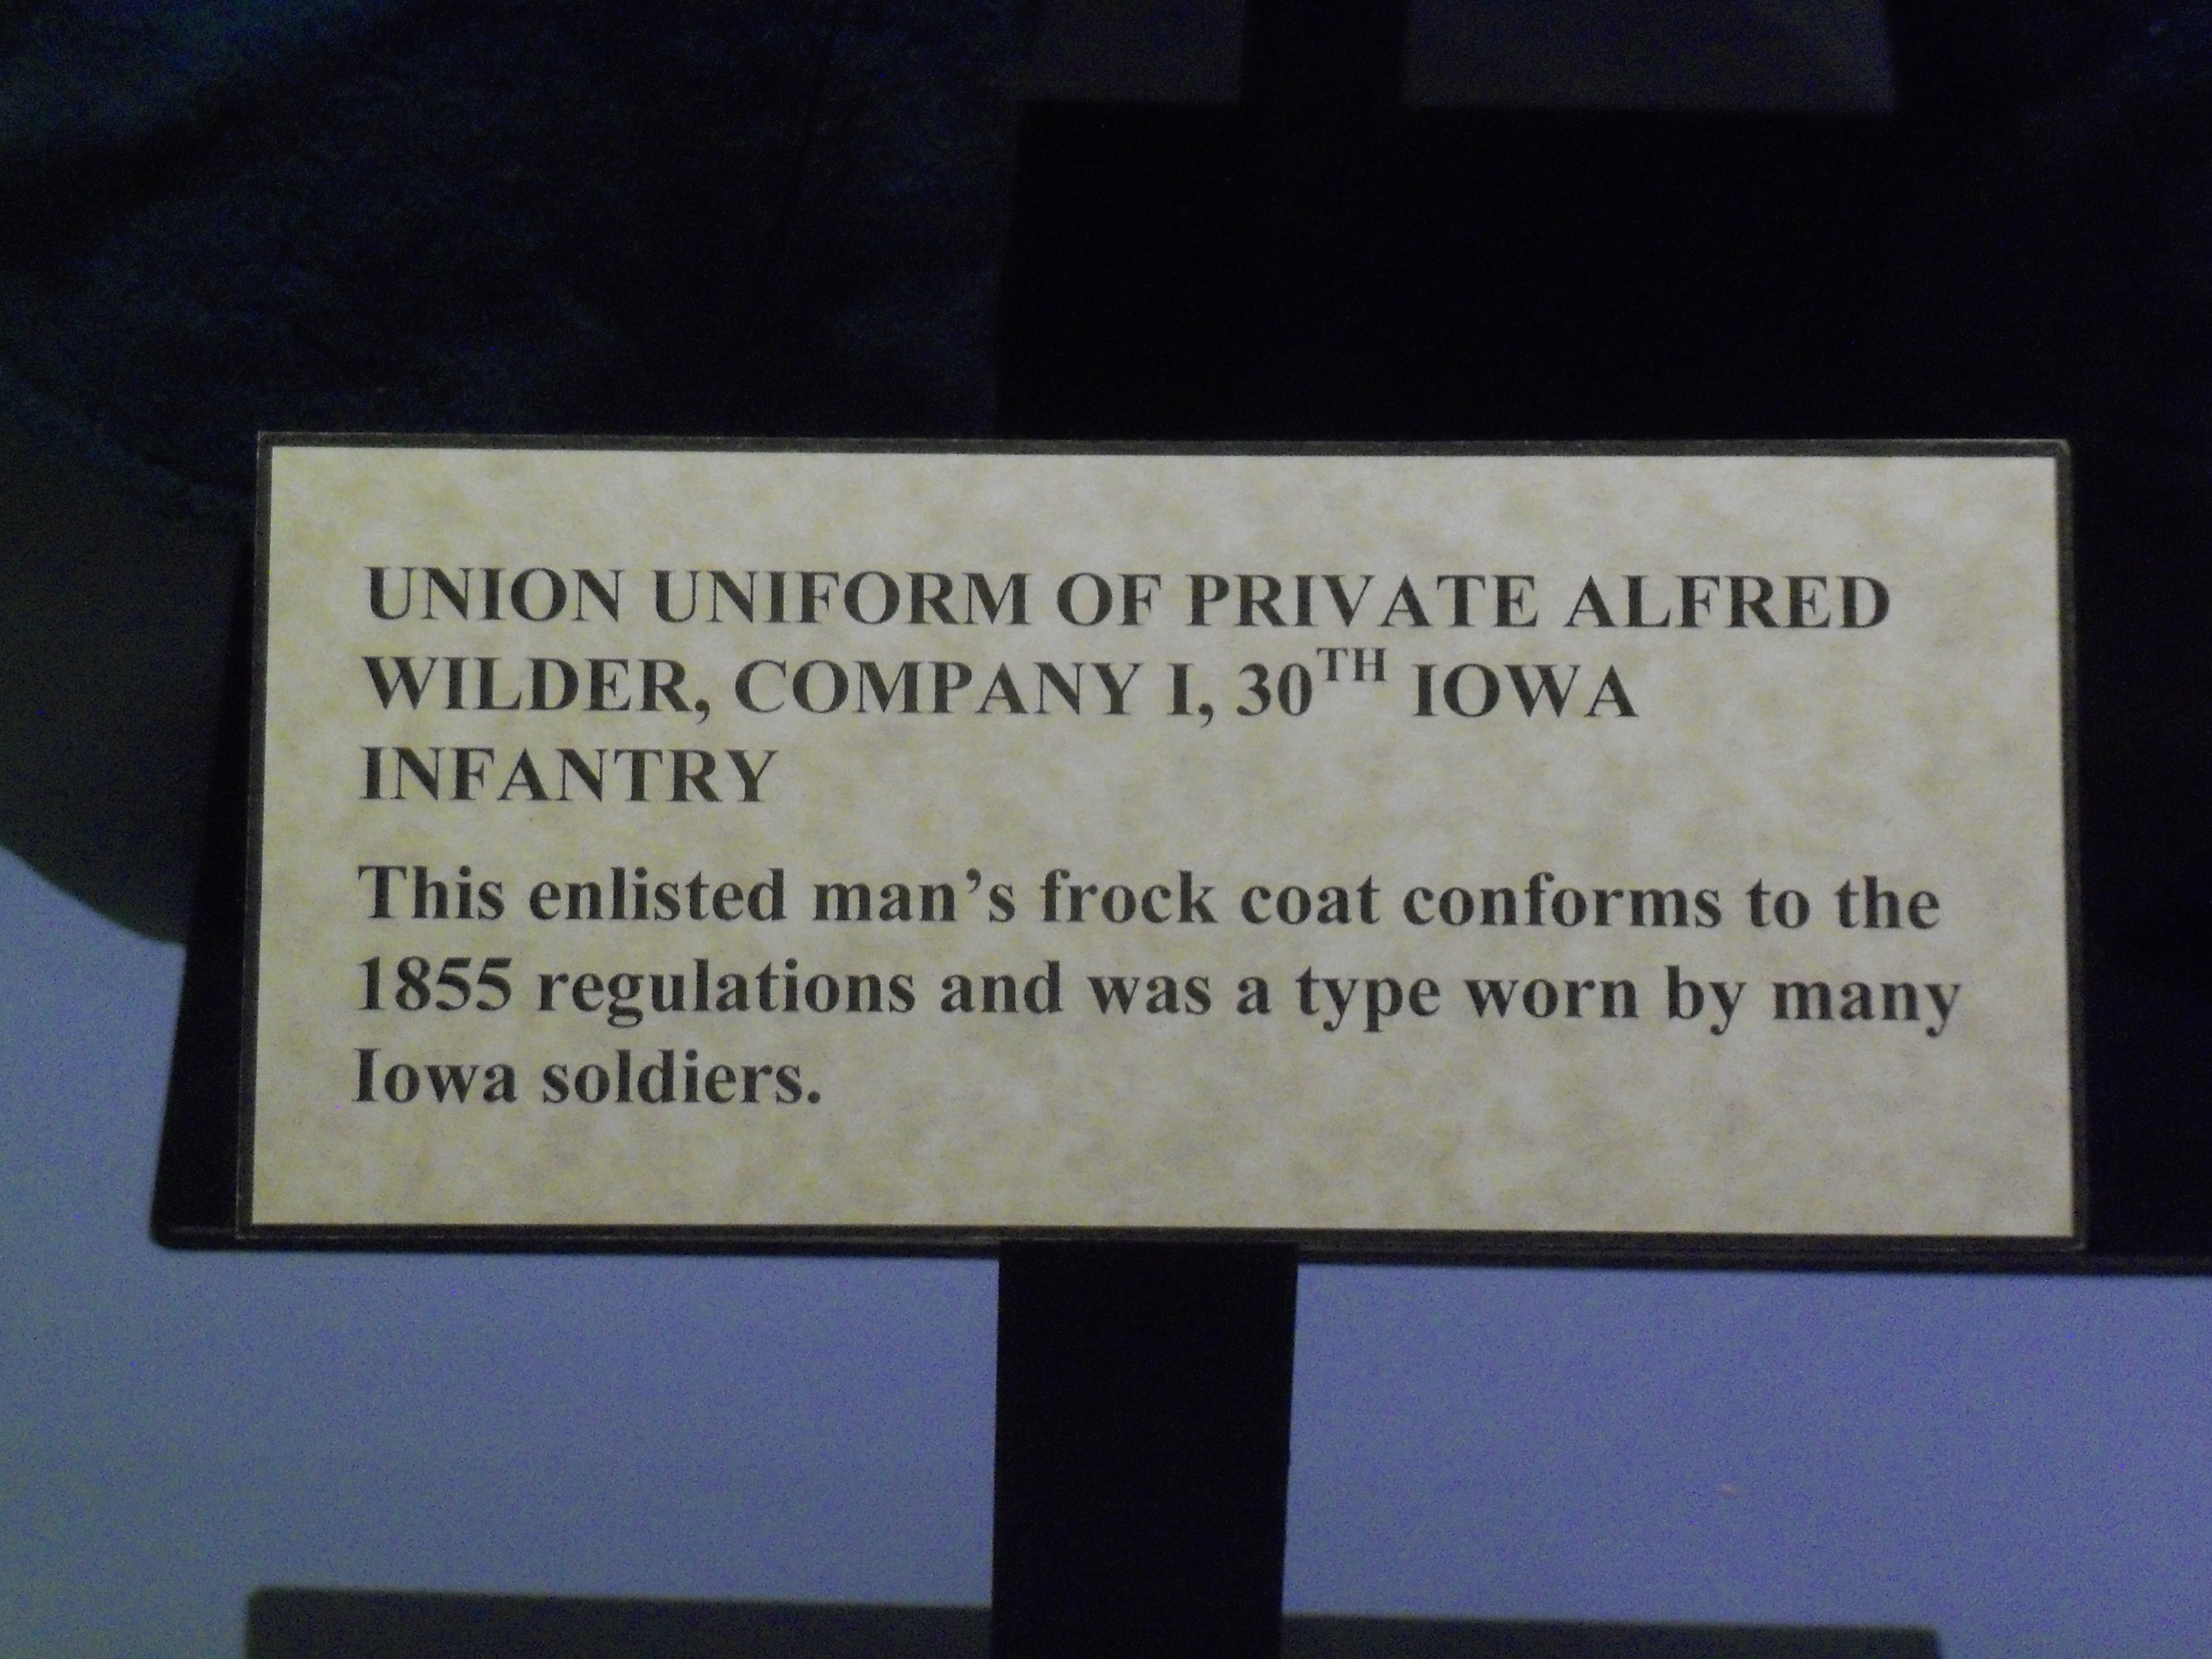 UNION UNIFORM OF PRIVATE ALFRED
WILDER, COMPANY I, 30TH IOWA
INFANTRY
This enlisted man’s frock coat conforms to the
1855 regulations and was a type worn by many
Iowa soldiers.